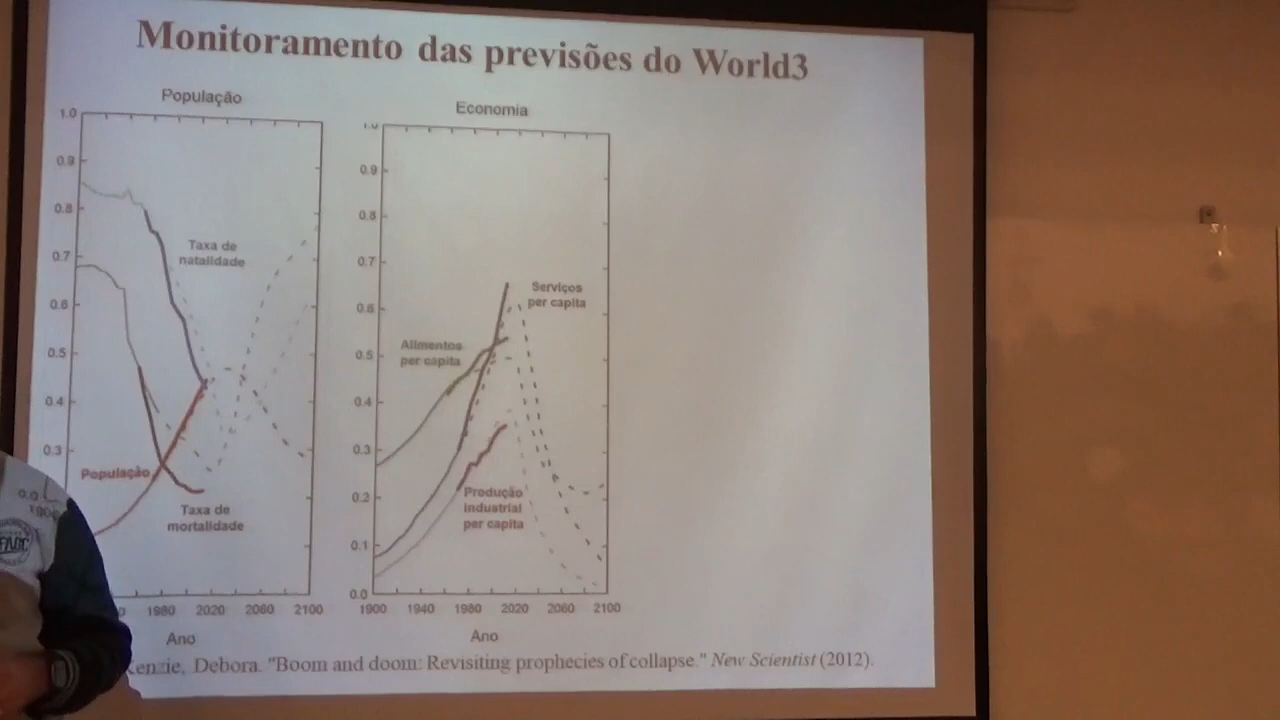 Monitoramento das previsões do World3
População
1.0
0.9
0.8
0.7
0.6
0.5
0.4
0.3
Taxa de
natalidade
População
Taxa de
mortalidade
1980 2020 2060 2100
Ano
Economia
1.0
0.9
0.8
0.7
0.6
0.5
0.4
0.3
0.2
0.1
0.0
Serviços
per capita
Alimentos
per capita
Produção
industrial
per capita
1900 1940 1980 2020 2060 2100
Ano
0.0
Kenzie, Debora. "Boom and doom: Revisiting prophecies of collapse." New Scientist (2012).